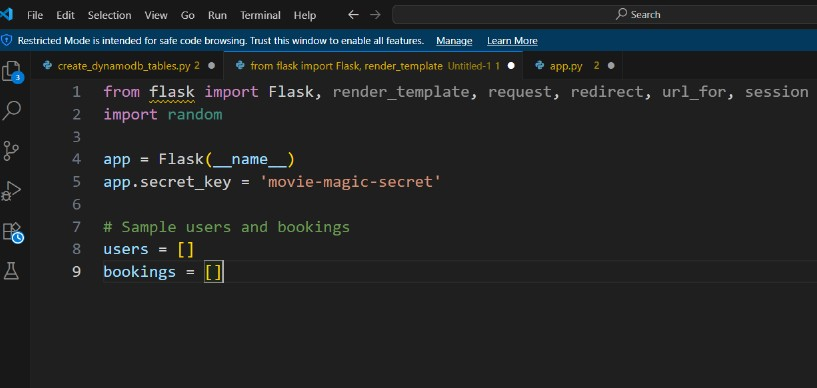 File Edit Selection View Go Run Terminal Help ← → Search
Restricted Mode is intended for safe code browsing. Trust this window to enable all features. Manage Learn More
create_dynamodb_tables.py 2 ● from flask import Flask, render_template Untitled-1 1 ● app.py 2 ●
3
1 from flask import Flask, render_template, request, redirect, url_for, session
2 import random
3
4 app = Flask(__name__)
5 app.secret_key = 'movie-magic-secret'
6
7 # Sample users and bookings
8 users = []
9 bookings = []